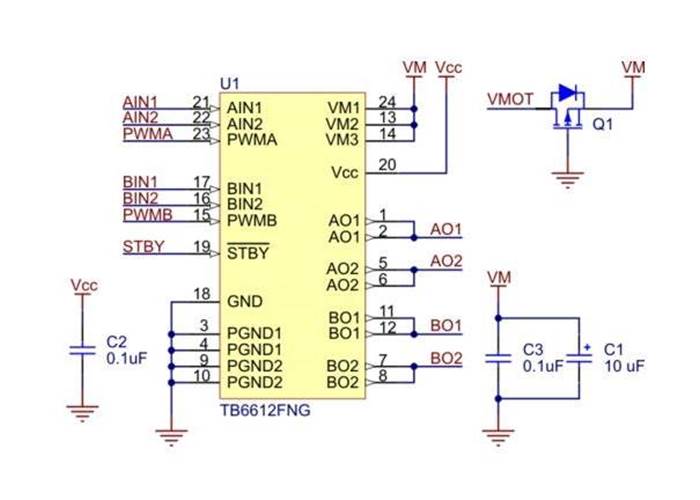 U1
AIN1 21 AIN1
AIN2 22 AIN2
PWMA 23 PWMA
BIN1 17 BIN1
BIN2 16 BIN2
PWMB 15 PWMB
STBY 19 STBY
18 GND
3 PGND1
4 PGND1
9 PGND2
10 PGND2
TB6612FNG
VM Vcc
VM1 24
VM2 13
VM3 14
Vcc 20
AO1 1
AO1 2 AO1
AO2 5 AO2
AO2 6
BO1 11
BO1 12 BO1
BO2 7 BO2
BO2 8
VMOT
VM
Q1
Vcc
C2
0.1uF
VM
C3
0.1uF
+
C1
10 uF